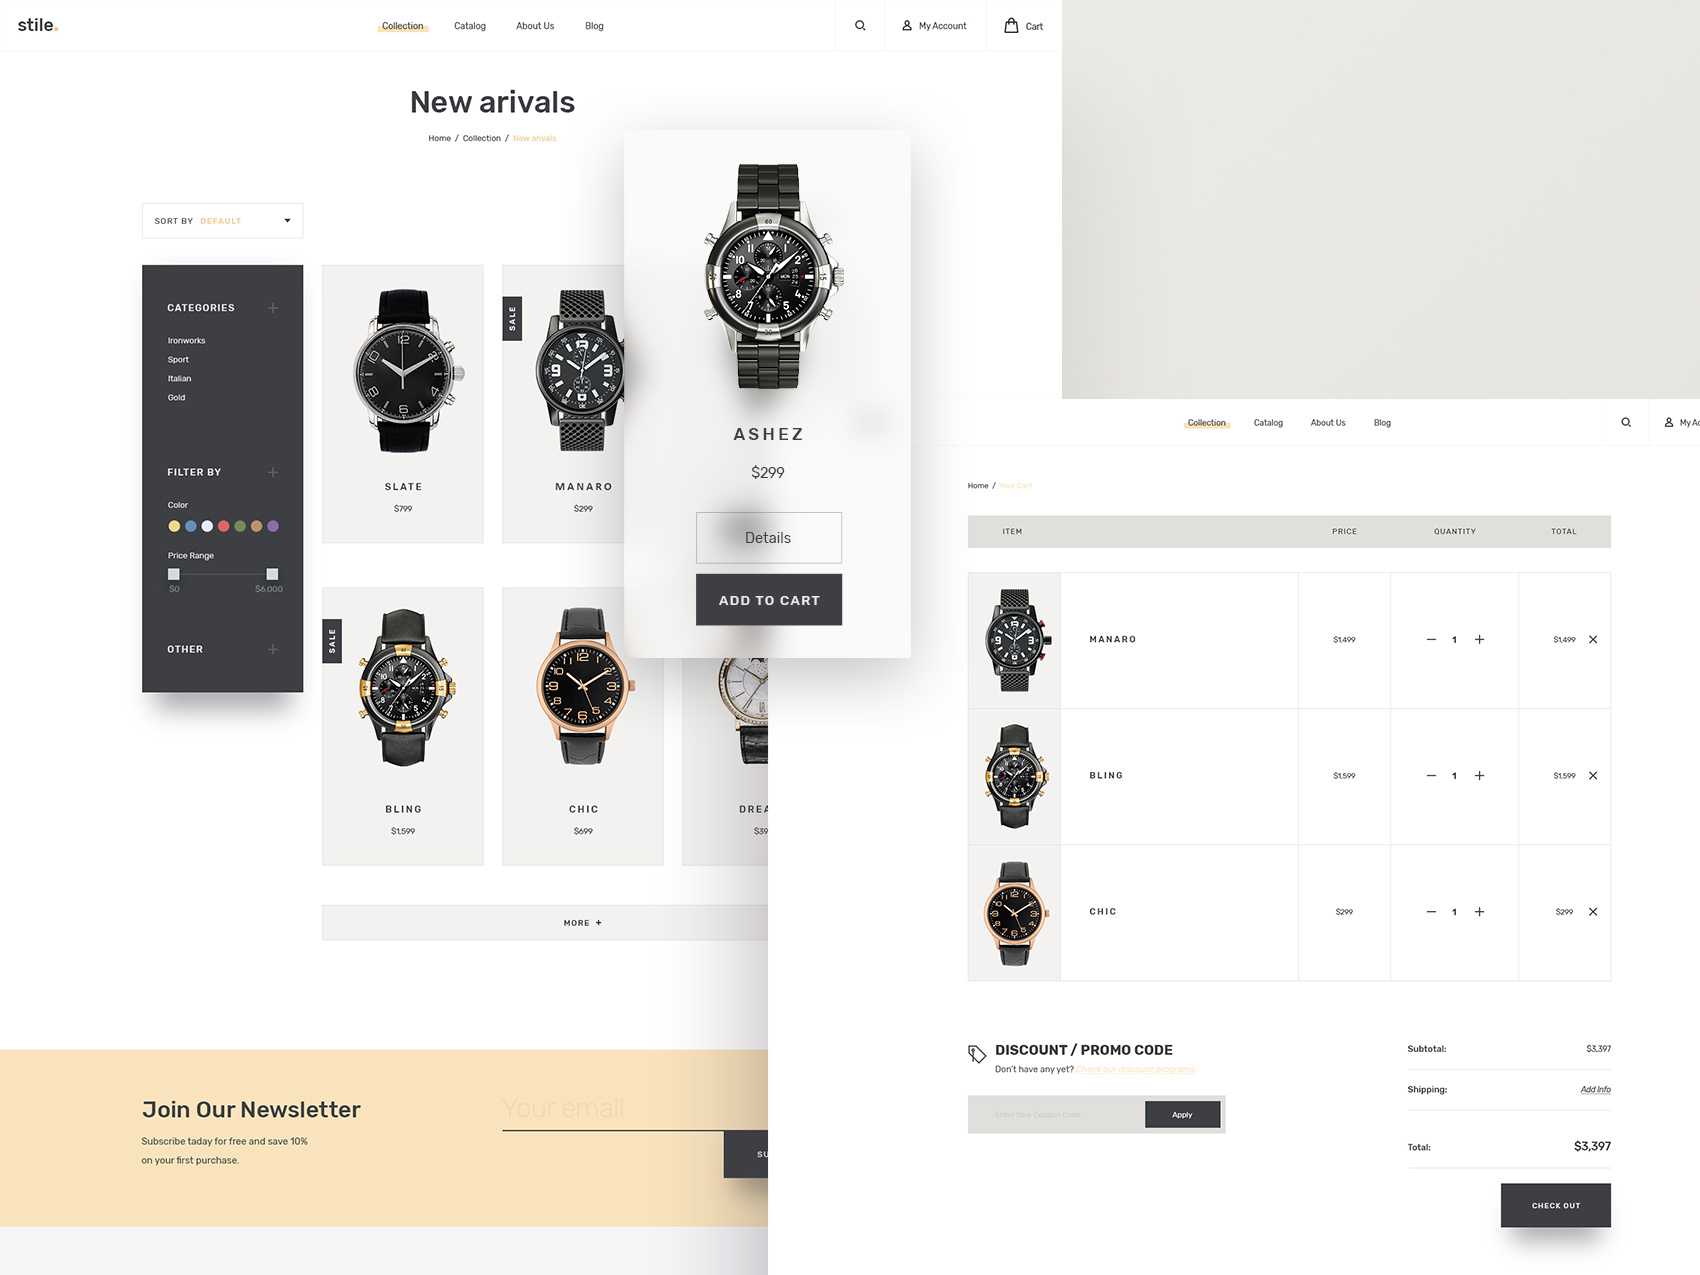 stile.
Collection Catalog About Us Blog
My Account Cart
New arivals
Home / Collection / New arivals
SORT BY DEFAULT
CATEGORIES
Ironworks
Sport
Italian
Gold
FILTER BY
Color
Price Range
$0 $6,000
OTHER
SLATE
$799
SALE
MANARO
$299
ASHEZ
$299
Details
ADD TO CART
SALE
BLING
$1,599
CHIC
$699
DREA
$39
MORE +
Join Our Newsletter
Subscribe taday for free and save 10%
on your first purchase.
Your email
SU
Collection Catalog About Us Blog
My Ac
Home / Your Cart
ITEM PRICE QUANTITY TOTAL
MANARO $1,499 1 $1,499
BLING $1,599 1 $1,599
CHIC $299 1 $299
DISCOUNT / PROMO CODE
Don't have any yet? Check our discount programs.
Enter Your Coupon Code
Apply
Subtotal: $3,397
Shipping: Add Info
Total: $3,397
CHECK OUT